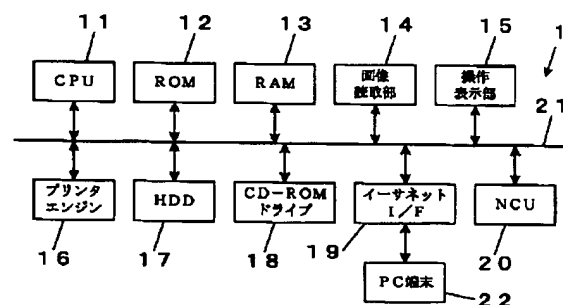 11
12
13
14
15
1
CPU
ROM
RAM
画像
読取部
操作
表示部
21
プリンタ
エンジン
HDD
CD-ROM
ドライブ
イーサネット
I/F
NCU
16
17
18
19
20
PC端末
22